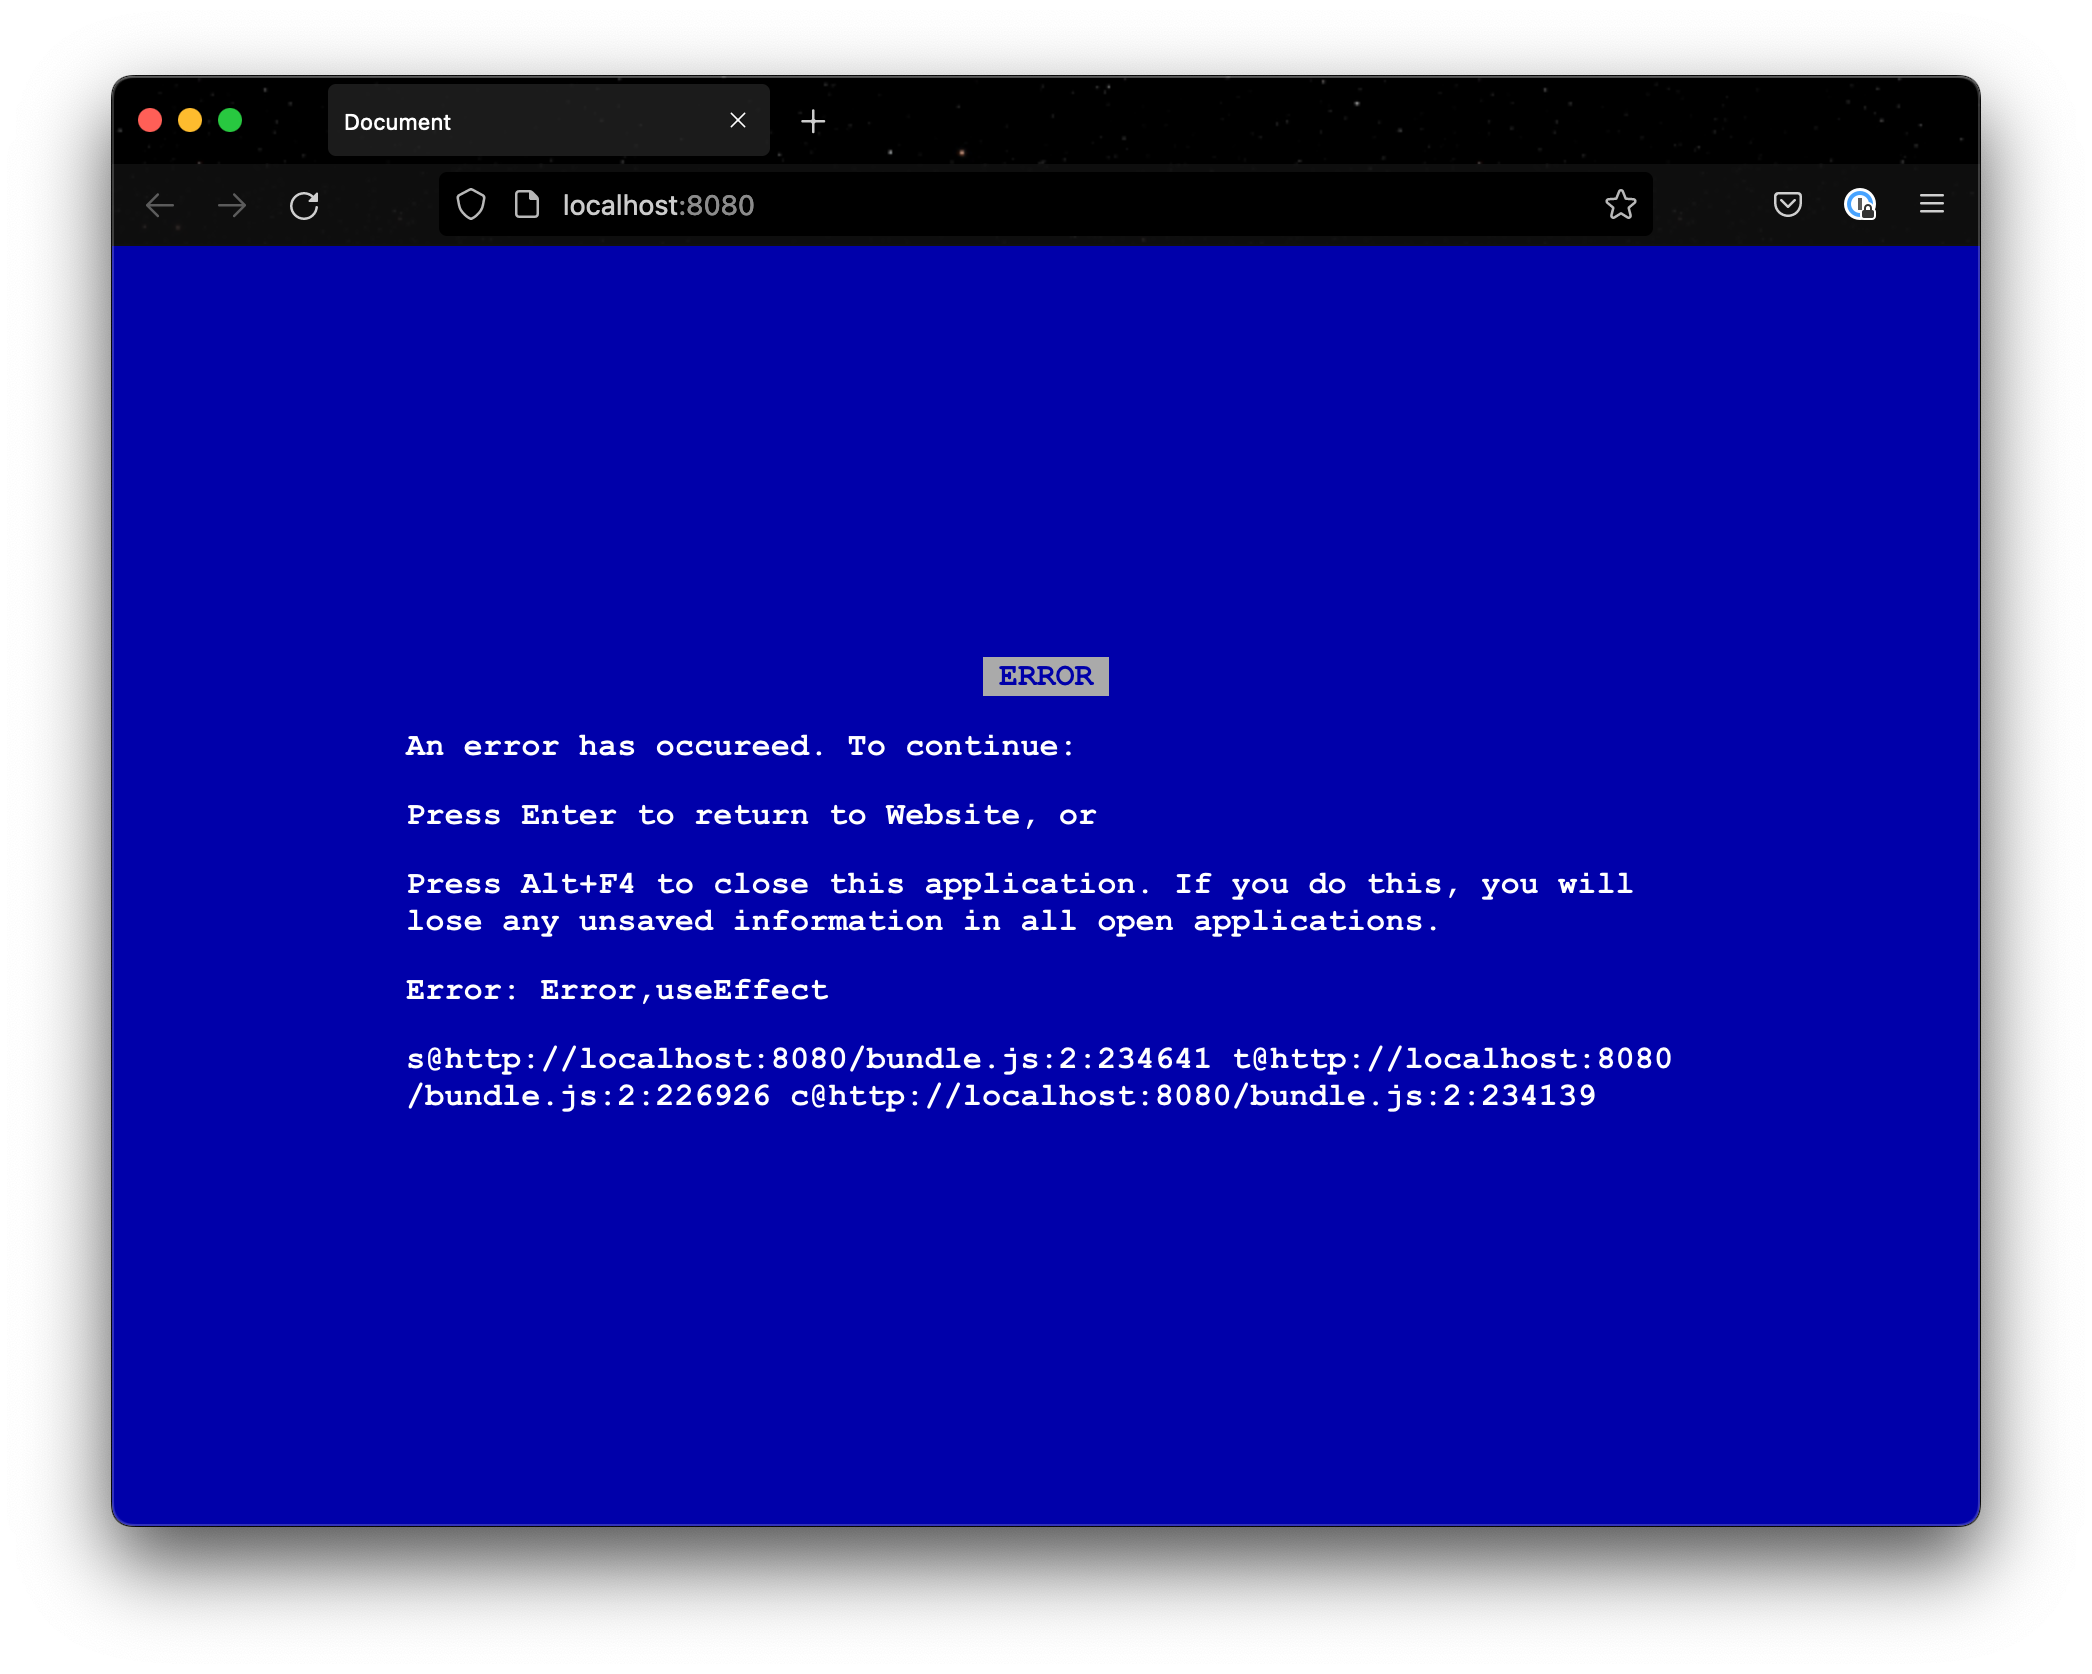 Document
localhost:8080
ERROR
An error has occureed. To continue:
Press Enter to return to Website, or
Press Alt+F4 to close this application. If you do this, you will
lose any unsaved information in all open applications.
Error: Error,useEffect
s@http://localhost:8080/bundle.js:2:234641 t@http://localhost:8080
/bundle.js:2:226926 c@http://localhost:8080/bundle.js:2:234139